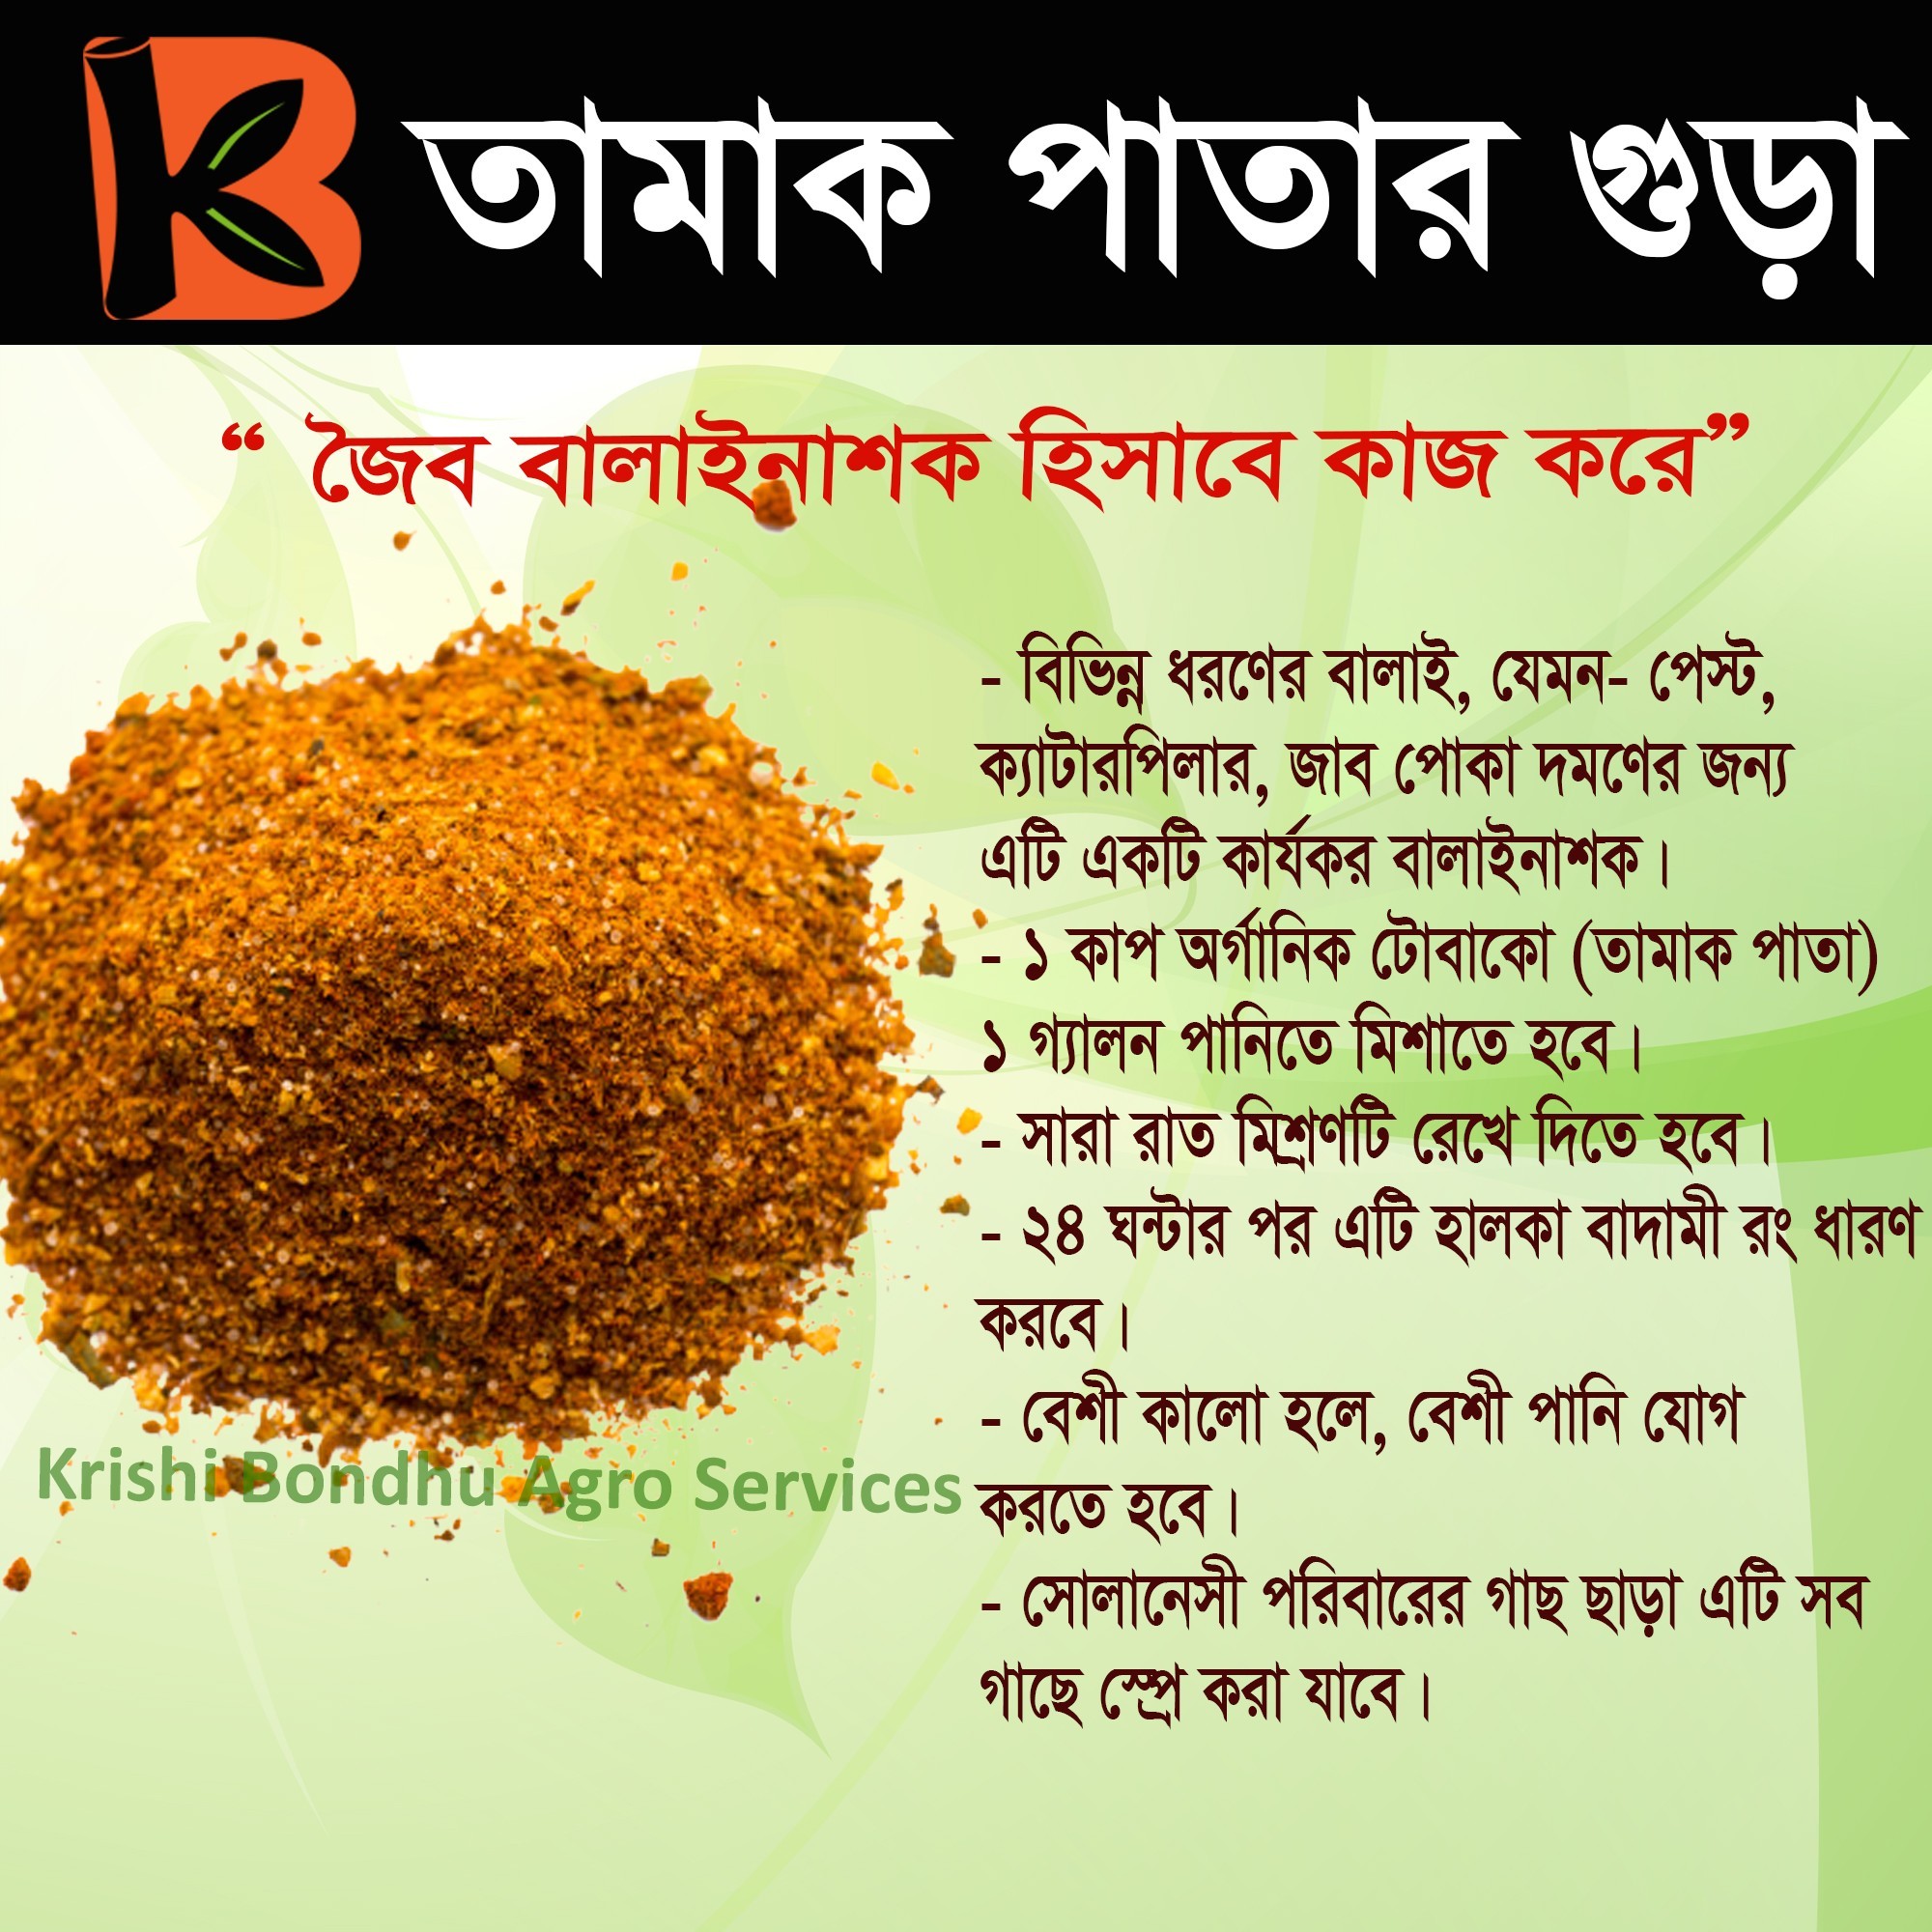 তামাক পাতার গুড়া
“ জৈব বালাইনাশক হিসাবে কাজ করে”
- বিভিন্ন ধরণের বালাই, যেমন- পেস্ট,
ক্যাটারপিলার, জাব পোকা দমণের জন্য
এটি একটি কার্যকর বালাইনাশক।
- ১ কাপ অর্গানিক টোবাকো (তামাক পাতা)
১ গ্যালন পানিতে মিশাতে হবে।
- সারা রাত মিশ্রণটি রেখে দিতে হবে।
- ২৪ ঘন্টার পর এটি হালকা বাদামী রং ধারণ
করবে।
- বেশী কালো হলে, বেশী পানি যোগ
করতে হবে।
- সোলানেসী পরিবারের গাছ ছাড়া এটি সব
গাছে স্প্রে করা যাবে।
Krishi Bondhu Agro Services